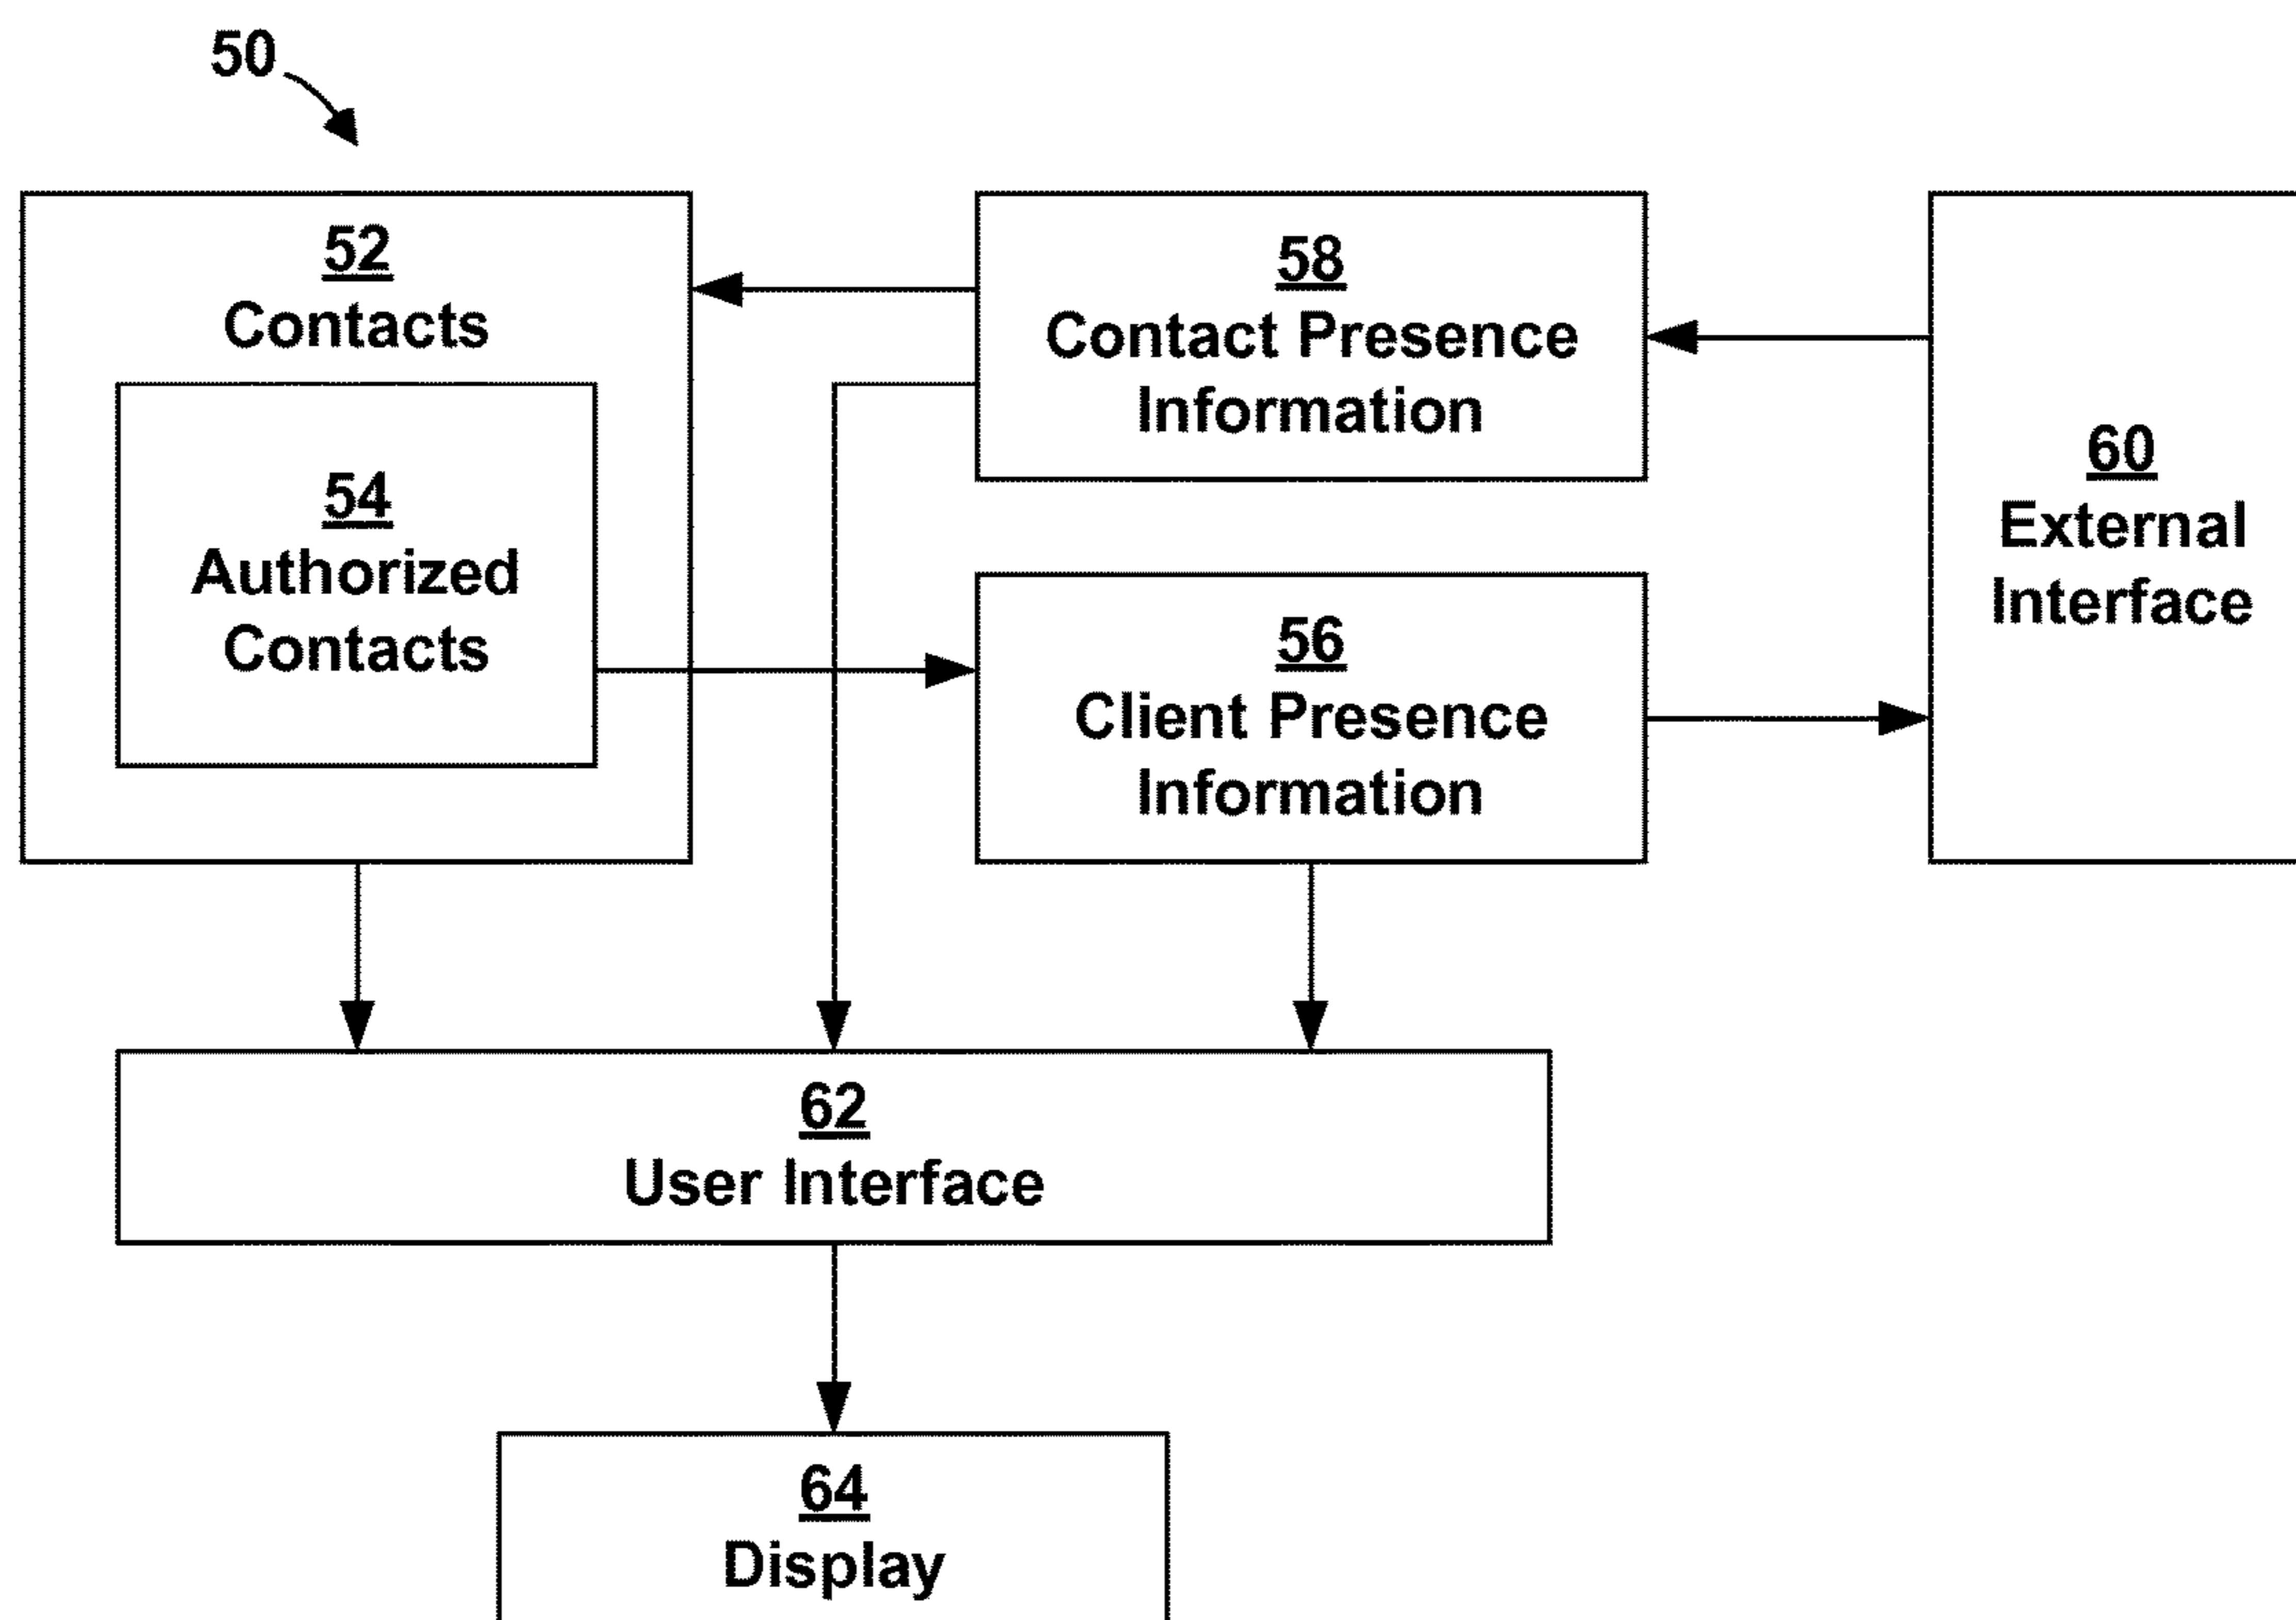 50
52
Contacts
54
Authorized
Contacts
58
Contact Presence
Information
56
Client Presence
Information
60
External
Interface
62
User Interface
64
Display